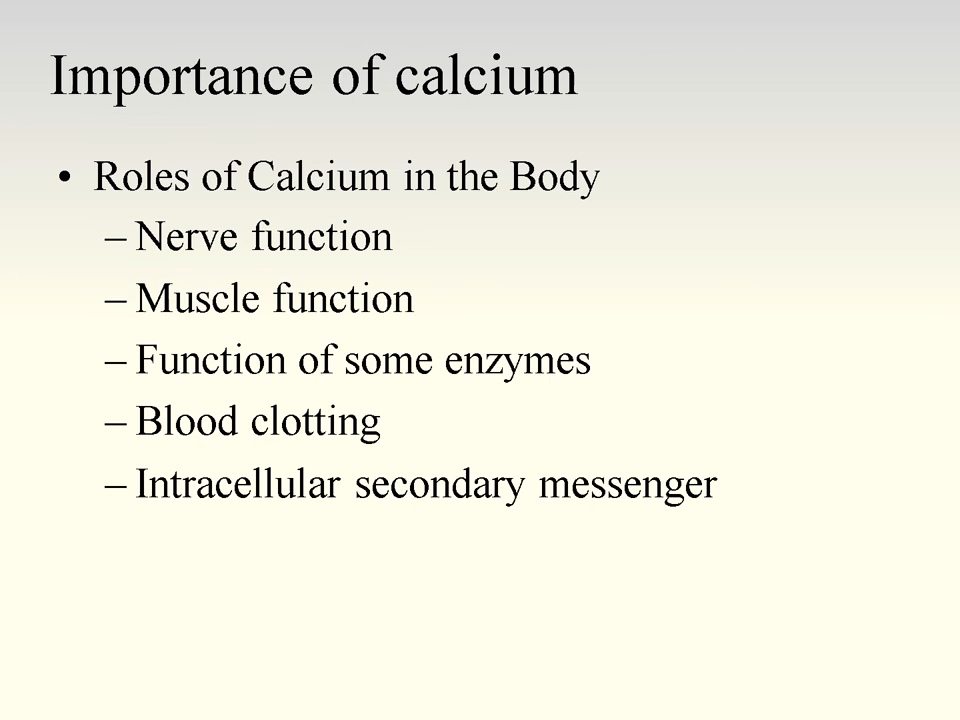 Importance of calcium
• Roles of Calcium in the Body
– Nerve function
– Muscle function
– Function of some enzymes
– Blood clotting
– Intracellular secondary messenger